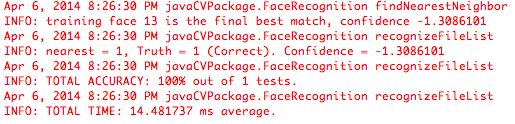 Apr 6, 2014 8:26:30 PM javaCVPackage.FaceRecognition findNearestNeighbor
INFO: training face 13 is the final best match, confidence -1.3086101
Apr 6, 2014 8:26:30 PM javaCVPackage.FaceRecognition recognizeFileList
INFO: nearest = 1, Truth = 1 (Correct). Confidence = -1.3086101
Apr 6, 2014 8:26:30 PM javaCVPackage.FaceRecognition recognizeFileList
INFO: TOTAL ACCURACY: 100% out of 1 tests.
Apr 6, 2014 8:26:30 PM javaCVPackage.FaceRecognition recognizeFileList
INFO: TOTAL TIME: 14.481737 ms average.